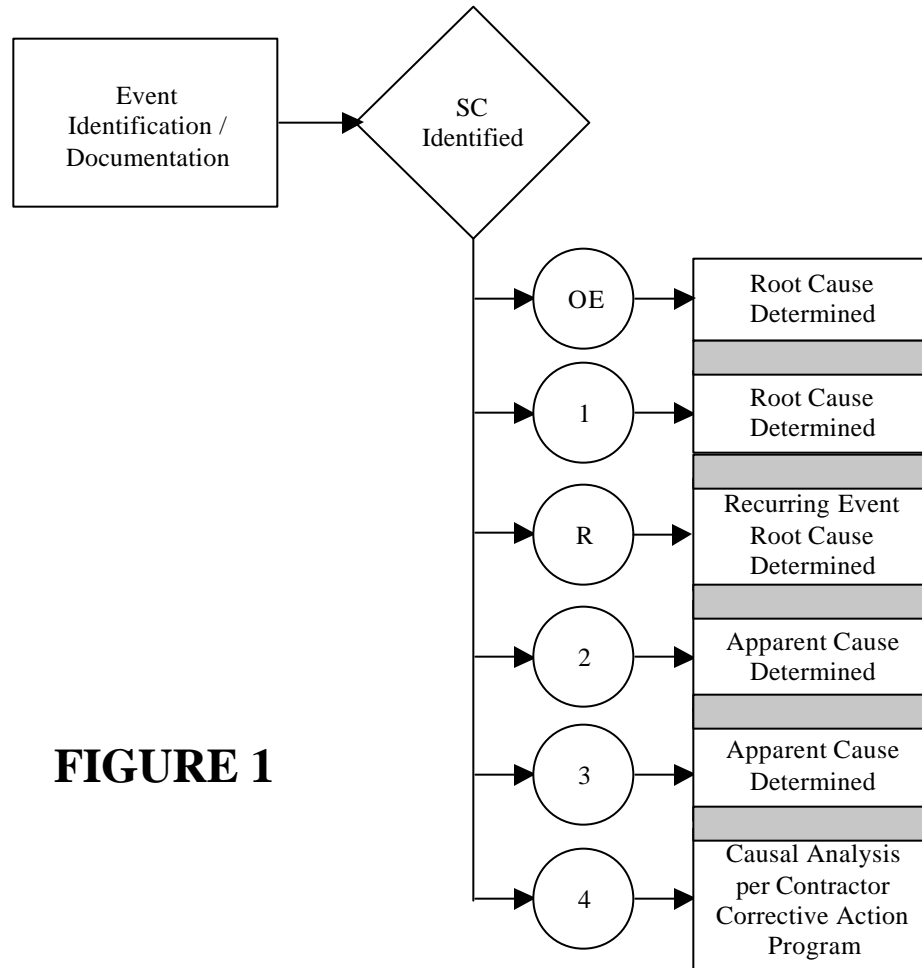 Event
Identification /
Documentation
SC
Identified
OE
Root Cause
Determined
1
Root Cause
Determined
R
Recurring Event
Root Cause
Determined
2
Apparent Cause
Determined
3
Apparent Cause
Determined
4
Causal Analysis
per Contractor
Corrective Action
Program
FIGURE 1